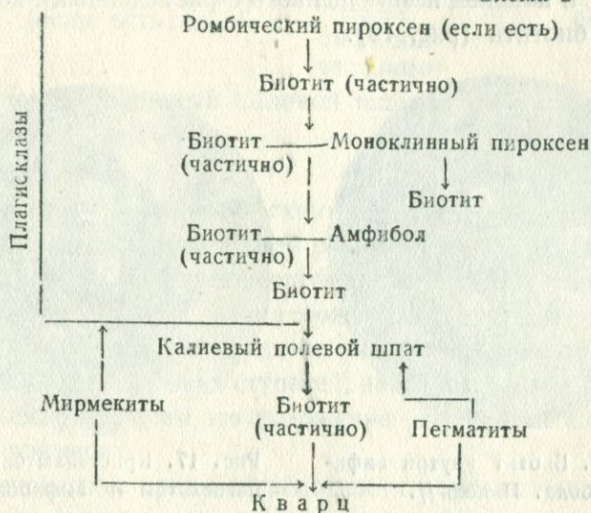 Ромбический пироксен (если есть)
Биотит (частично)
Биотит Моноклинный пироксен
(частично)
Биотит
Плагисклазы
Биотит Амфибол
(частично)
Биотит
Калиевый полевой шпат
Мирмекиты Биотит Пегматиты
(частично)
Кварц